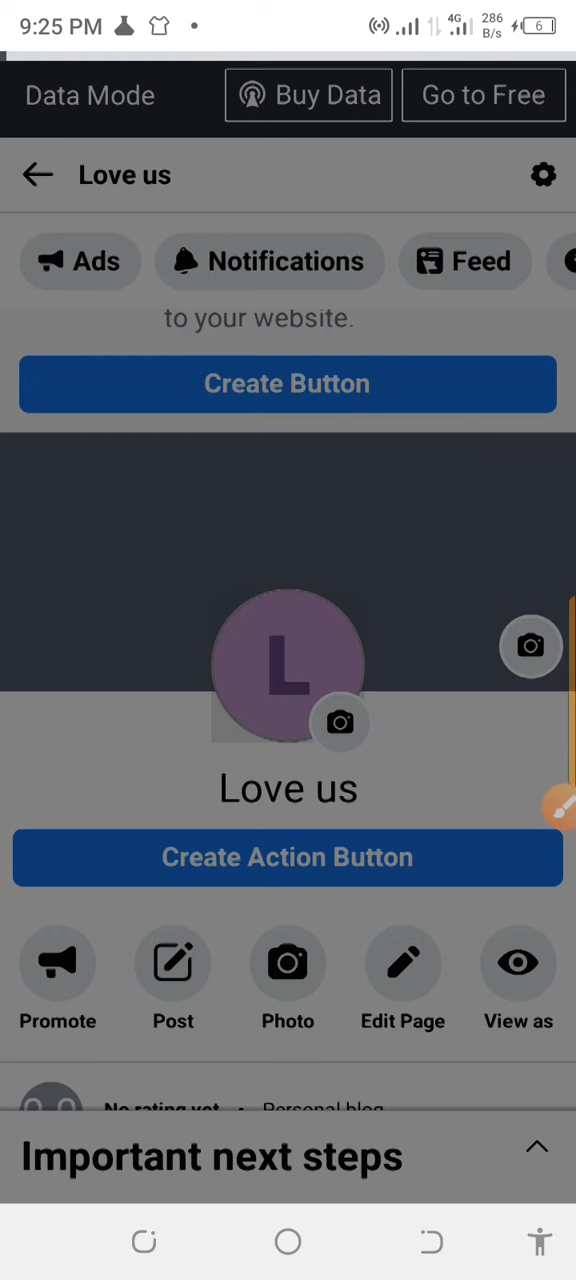 9:25 PM 4G 286 B/s 6
Data Mode Buy Data Go to Free
Love us
Ads Notifications Feed
to your website.
Create Button
L
Love us
Create Action Button
Promote Post Photo Edit Page View as
No rating yet · Personal blog
Important next steps